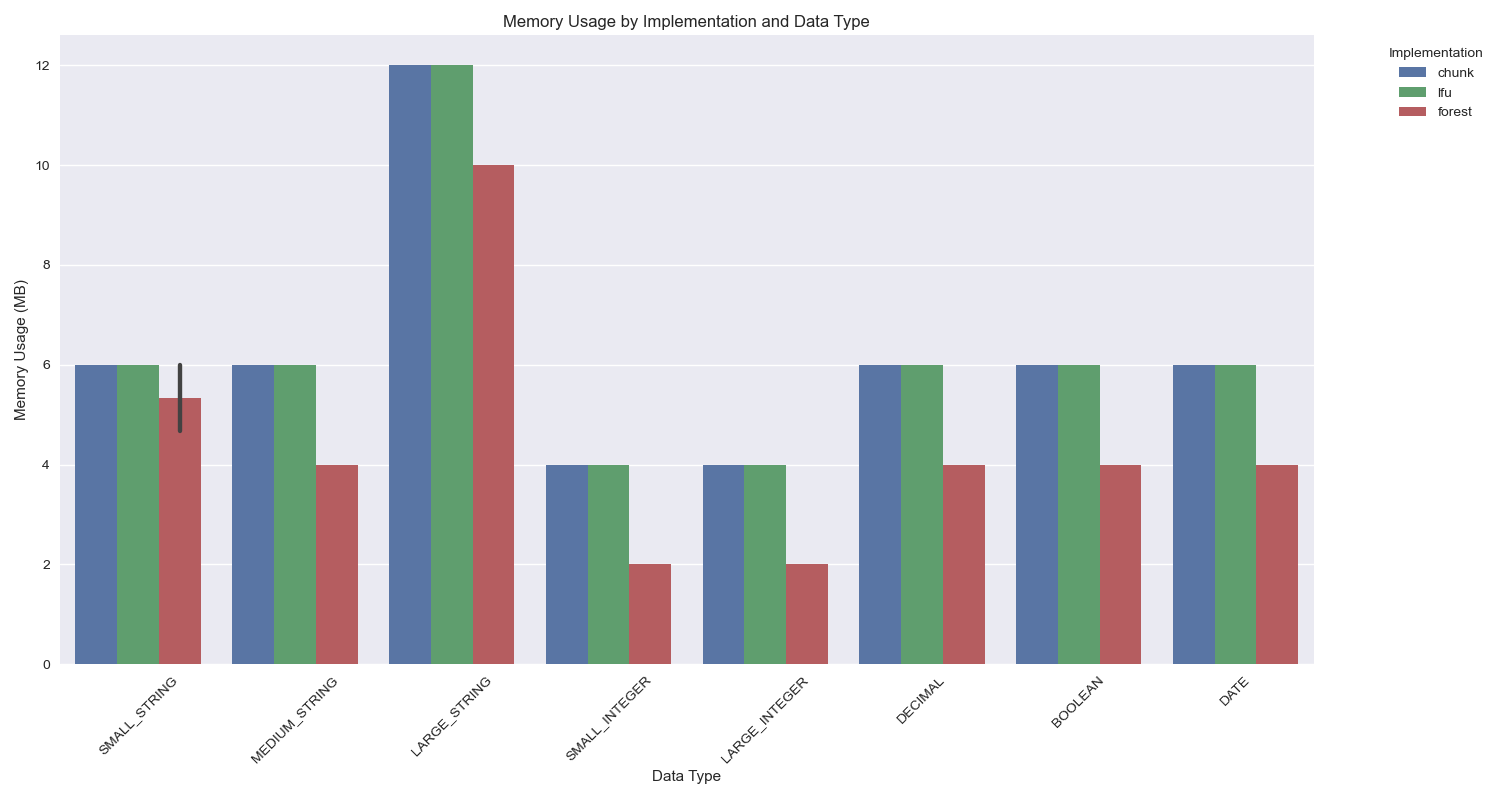 Memory Usage by Implementation and Data Type
Implementation
chunk
lfu
forest
Memory Usage (MB)
12
10
8
6
4
2
0
SMALL_STRING
MEDIUM_STRING
LARGE_STRING
SMALL_INTEGER
LARGE_INTEGER
DECIMAL
BOOLEAN
DATE
Data Type